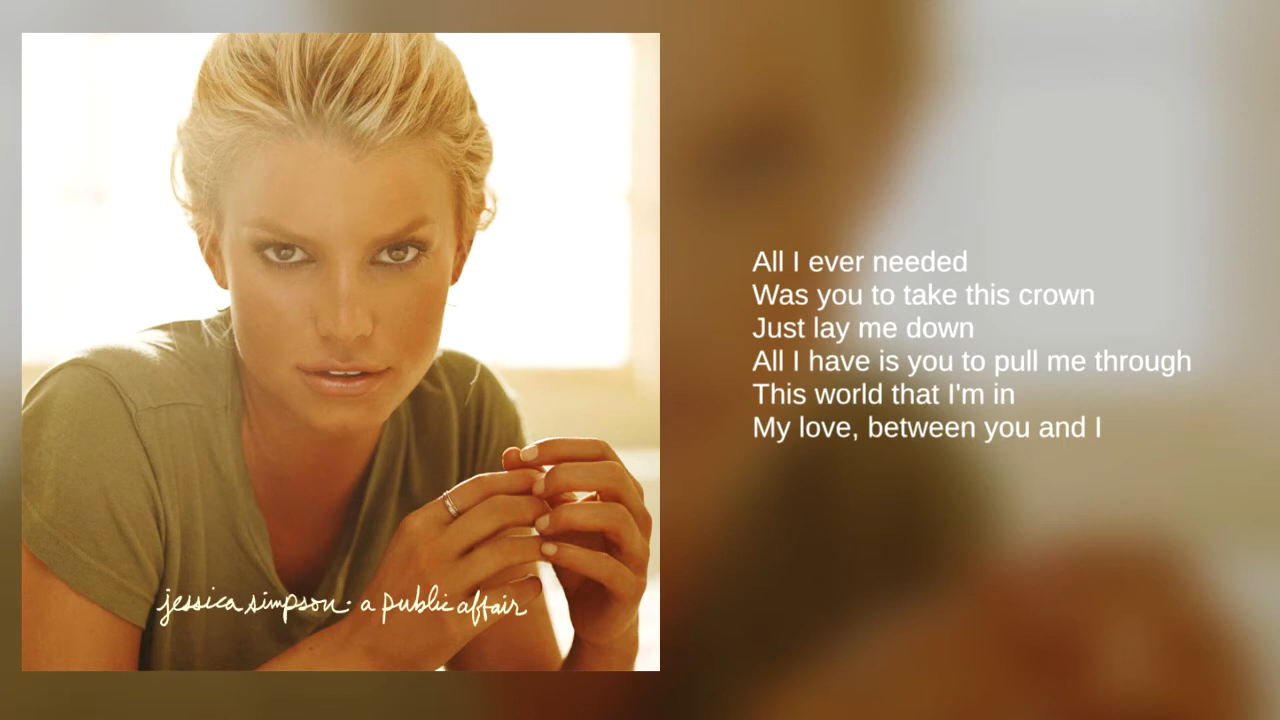 jessica simpson · a public affair
All I ever needed
Was you to take this crown
Just lay me down
All I have is you to pull me through
This world that I'm in
My love, between you and I